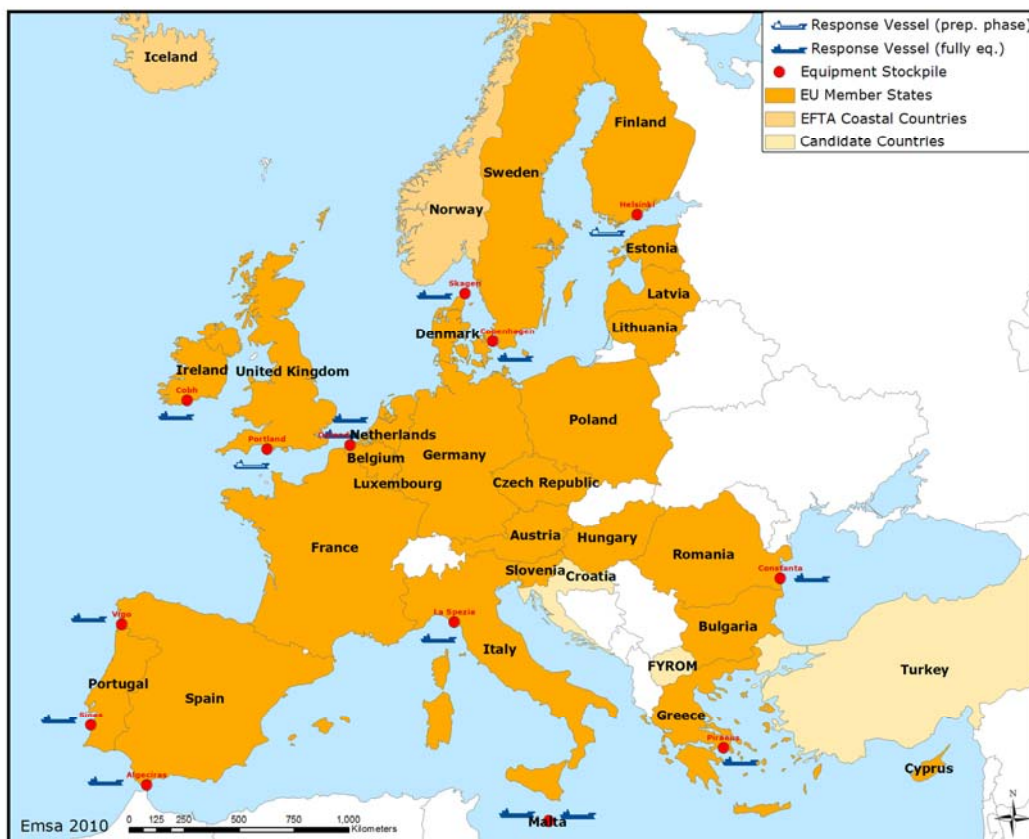 Response Vessel (prep. phase)
Response Vessel (fully eq.)
Equipment Stockpile
EU Member States
EFTA Coastal Countries
Candidate Countries
Iceland
Finland
Sweden
Norway
Helsinki
Estonia
Skagen
Latvia
Lithuania
Denmark
Copenhagen
Ireland
United Kingdom
Cobh
Portland
Netherlands
Belgium
Germany
Poland
Luxembourg
Czech Republic
France
Austria
Hungary
Romania
Slovenia
Croatia
Constanta
Vigo
La Spezia
Bulgaria
Italy
FYROM
Turkey
Portugal
Spain
Sines
Greece
Piraeus
Algeciras
Cyprus
Malta
N
Emsa 2010
0 125 250 500 750 1,000
Kilometers